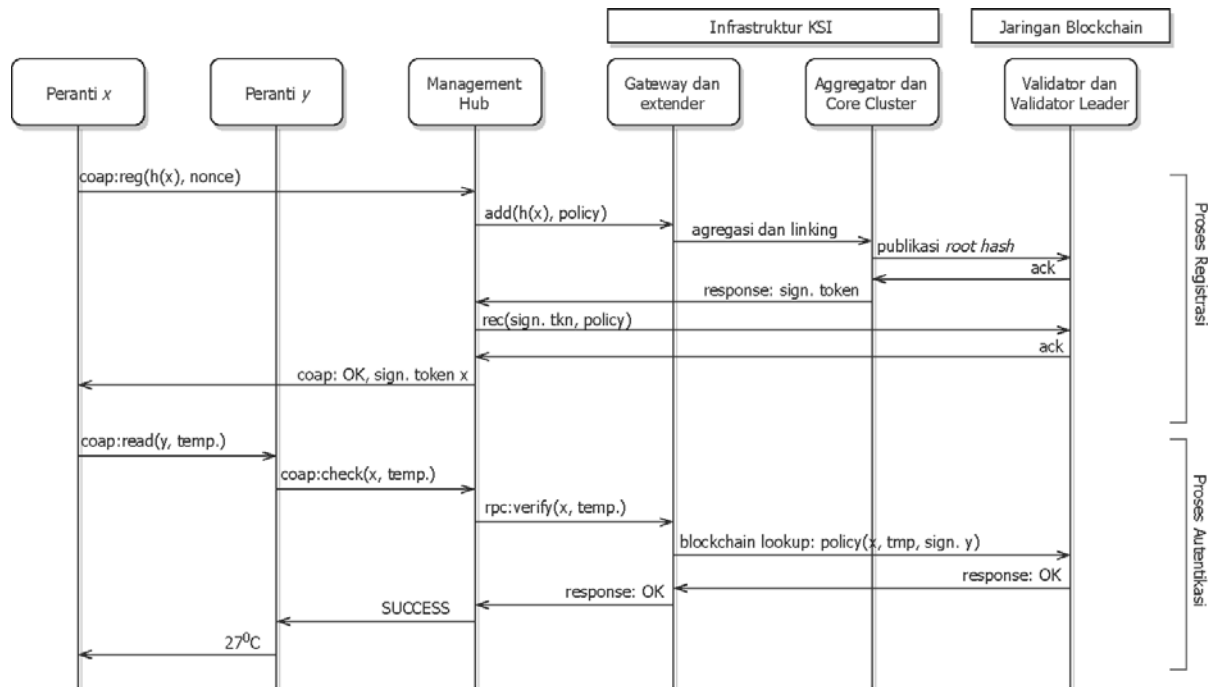 Infrastruktur KSI
Jaringan Blockchain
Peranti x
Peranti y
Management
Hub
Gateway dan
extender
Aggregator dan
Core Cluster
Validator dan
Validator Leader
coap:reg(h(x), nonce)
add(h(x), policy)
agregasi dan linking
publikasi root hash
ack
response: sign. token
rec(sign. tkn, policy)
ack
coap: OK, sign. token x
Proses Registrasi
coap:read(y, temp.)
coap:check(x, temp.)
rpc:verify(x, temp.)
blockchain lookup: policy(x, tmp, sign. y)
response: OK
response: OK
SUCCESS
27⁰C
Proses Autentikasi